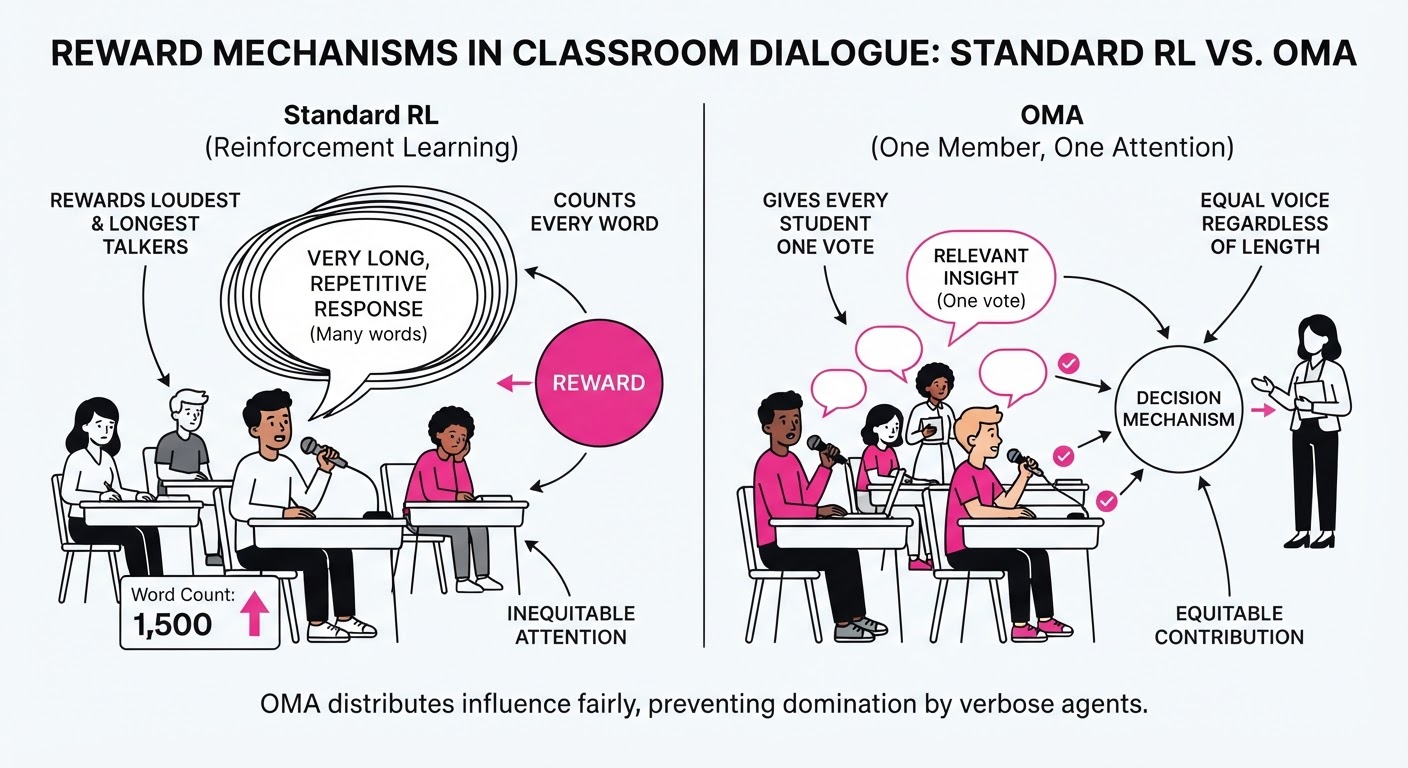 REWARD MECHANISMS IN CLASSROOM DIALOGUE: STANDARD RL VS. OMA
Standard RL
(Reinforcement Learning)
REWARDS LOUDEST
& LONGEST
TALKERS
COUNTS
EVERY WORD
VERY LONG,
REPETITIVE
RESPONSE
(Many words)
REWARD
Word Count:
1,500
INEQUITABLE
ATTENTION
OMA
(One Member, One Attention)
GIVES EVERY
STUDENT
ONE VOTE
RELEVANT
INSIGHT
(One vote)
EQUAL VOICE
REGARDLESS
OF LENGTH
DECISION
MECHANISM
EQUITABLE
CONTRIBUTION
OMA distributes influence fairly, preventing domination by verbose agents.